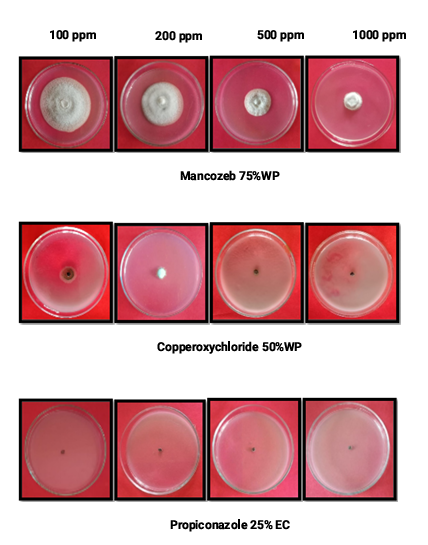 100 ppm 200 ppm 500 ppm 1000 ppm
Mancozeb 75%WP
Copperoxychloride 50%WP
Propiconazole 25% EC